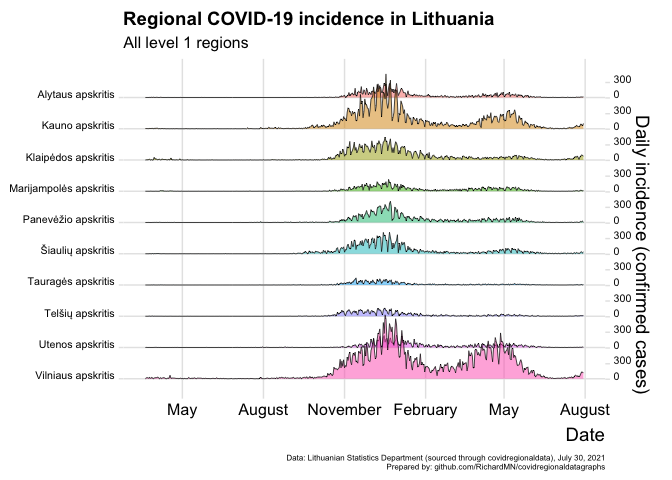 Regional COVID-19 incidence in Lithuania
All level 1 regions
Alytaus apskritis
Kauno apskritis
Klaipėdos apskritis
Marijampolės apskritis
Panevėžio apskritis
Šiaulių apskritis
Tauragės apskritis
Telšių apskritis
Utenos apskritis
Vilniaus apskritis
300
0
300
0
300
0
300
0
300
0
300
0
300
0
300
0
300
0
300
0
Daily incidence (confirmed cases)
May August November February May August
Date
Data: Lithuanian Statistics Department (sourced through covidregionaldata), July 30, 2021
Prepared by: github.com/RichardMN/covidregionaldatagraphs